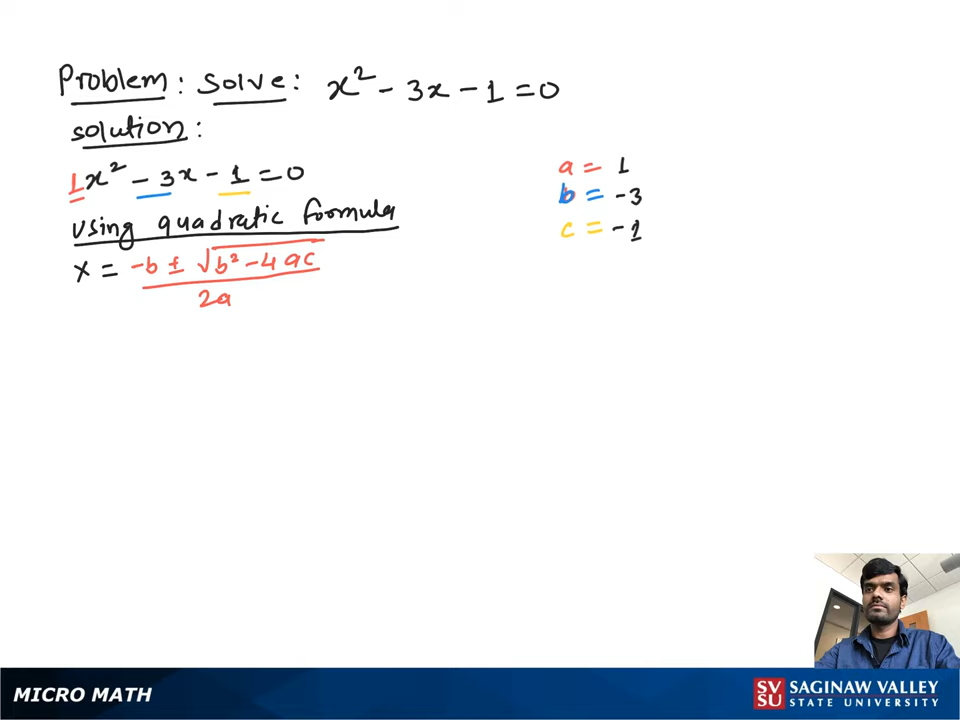 Problem: Solve: x² - 3x - 1 = 0
solution:
1x² - 3x - 1 = 0
a = 1
b = -3
c = -1
Using quadratic formula
x = (-b ± √(b² - 4ac)) / 2a
MICRO MATH
SV
SU
SAGINAW VALLEY
STATE UNIVERSITY